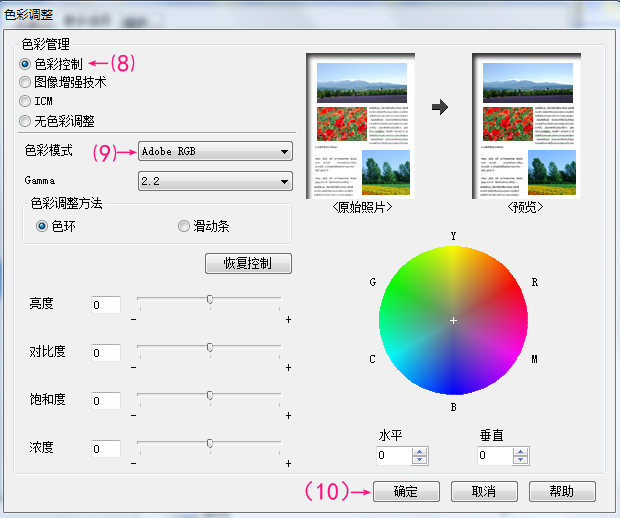 色彩调整
色彩管理
色彩控制 (8)
图像增强技术
ICM
无色彩调整
色彩模式 (9) Adobe RGB
Gamma 2.2
色彩调整方法
色环 滑动条
恢复控制
亮度 0 - +
对比度 0 - +
饱和度 0 - +
浓度 0 - +
<原始照片> <预览>
Y
G R
C M
B
水平 垂直
0 0
(10) 确定 取消 帮助